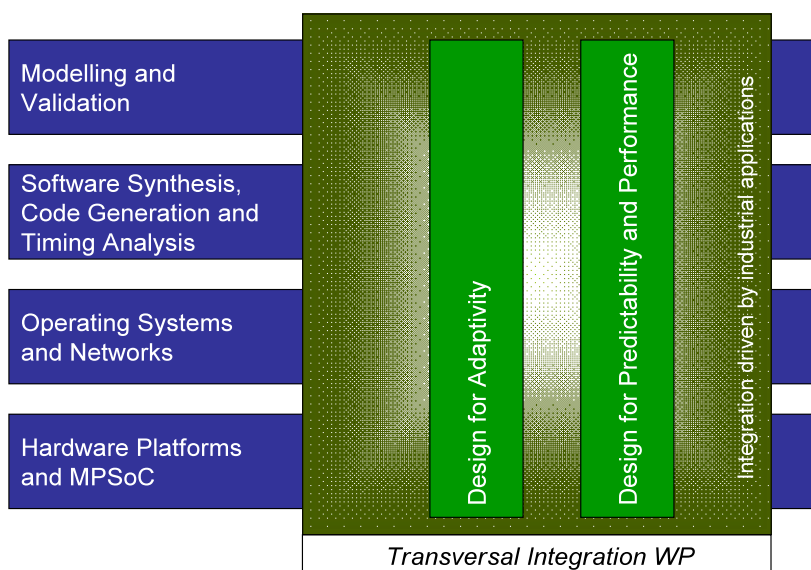 Modelling and
Validation
Software Synthesis,
Code Generation and
Timing Analysis
Operating Systems
and Networks
Hardware Platforms
and MPSoC
Design for Adaptivity
Design for Predictability and Performance
Integration driven by industrial applications
Transversal Integration WP